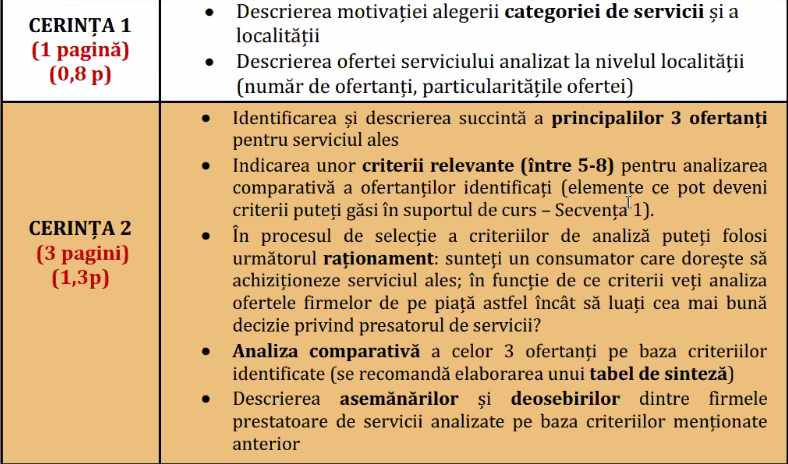 CERINȚA 1
(1 pagină)
(0,8 p)
• Descrierea motivației alegerii categoriei de servicii și a
localității
• Descrierea ofertei serviciului analizat la nivelul localității
(număr de ofertanți, particularitățile ofertei)
CERINȚA 2
(3 pagini)
(1,3p)
• Identificarea și descrierea succintă a principalilor 3 ofertanți
pentru serviciul ales
• Indicarea unor criterii relevante (între 5-8) pentru analizarea
comparativă a ofertanților identificați (elemente ce pot deveni
criterii puteți găsi în suportul de curs – Secvența 1).
• În procesul de selecție a criteriilor de analiză puteți folosi
următorul raționament: sunteți un consumator care dorește să
achiziționeze serviciul ales; în funcție de ce criterii veți analiza
ofertele firmelor de pe piață astfel încât să luați cea mai bună
decizie privind presatorul de servicii?
• Analiza comparativă a celor 3 ofertanți pe baza criteriilor
identificate (se recomandă elaborarea unui tabel de sinteză)
• Descrierea asemănărilor și deosebirilor dintre firmele
prestatoare de servicii analizate pe baza criteriilor menționate
anterior